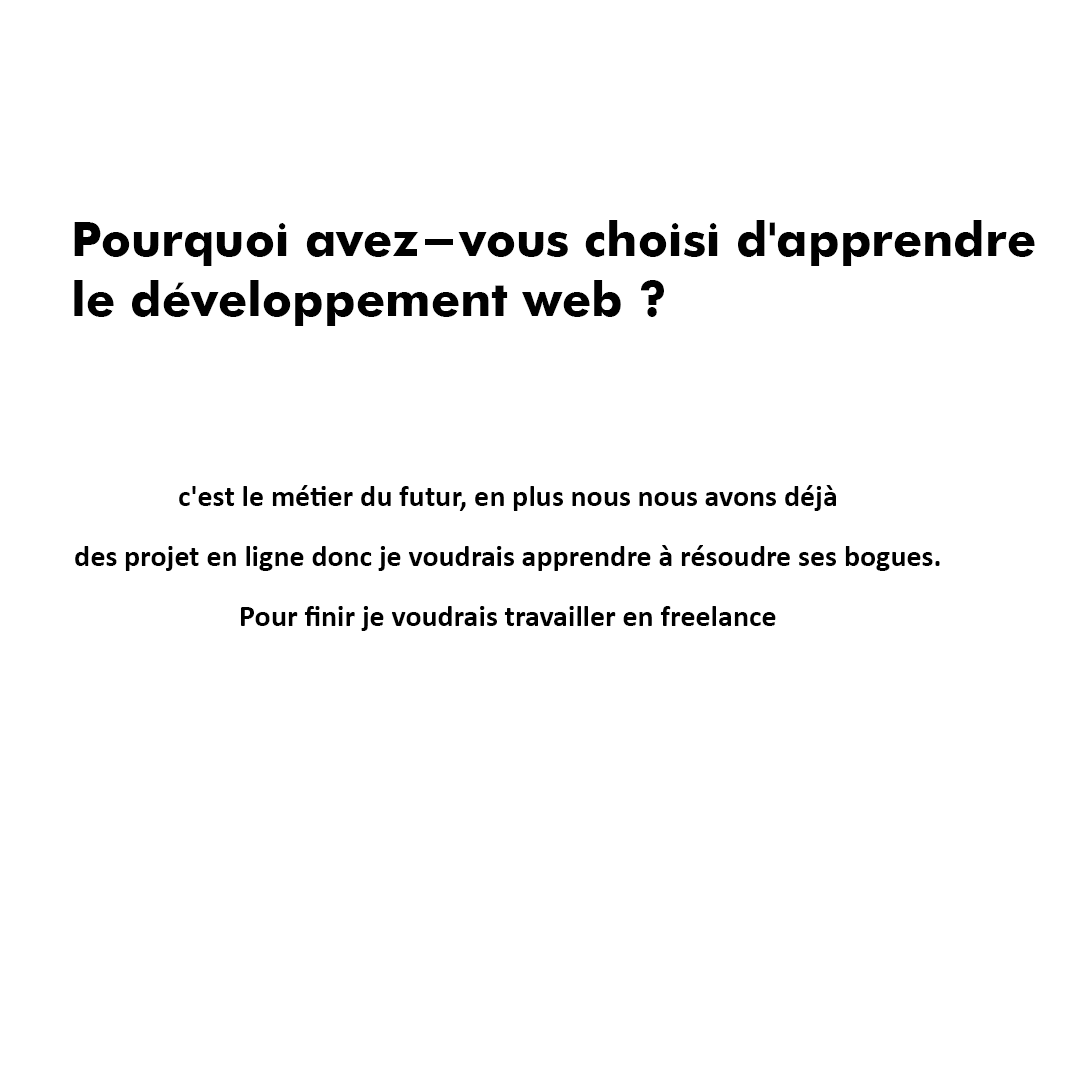 Pourquoi avez-vous choisi d'apprendre
le développement web ?
c'est le métier du futur, en plus nous nous avons déjà
des projet en ligne donc je voudrais apprendre à résoudre ses bogues.
Pour finir je voudrais travailler en freelance